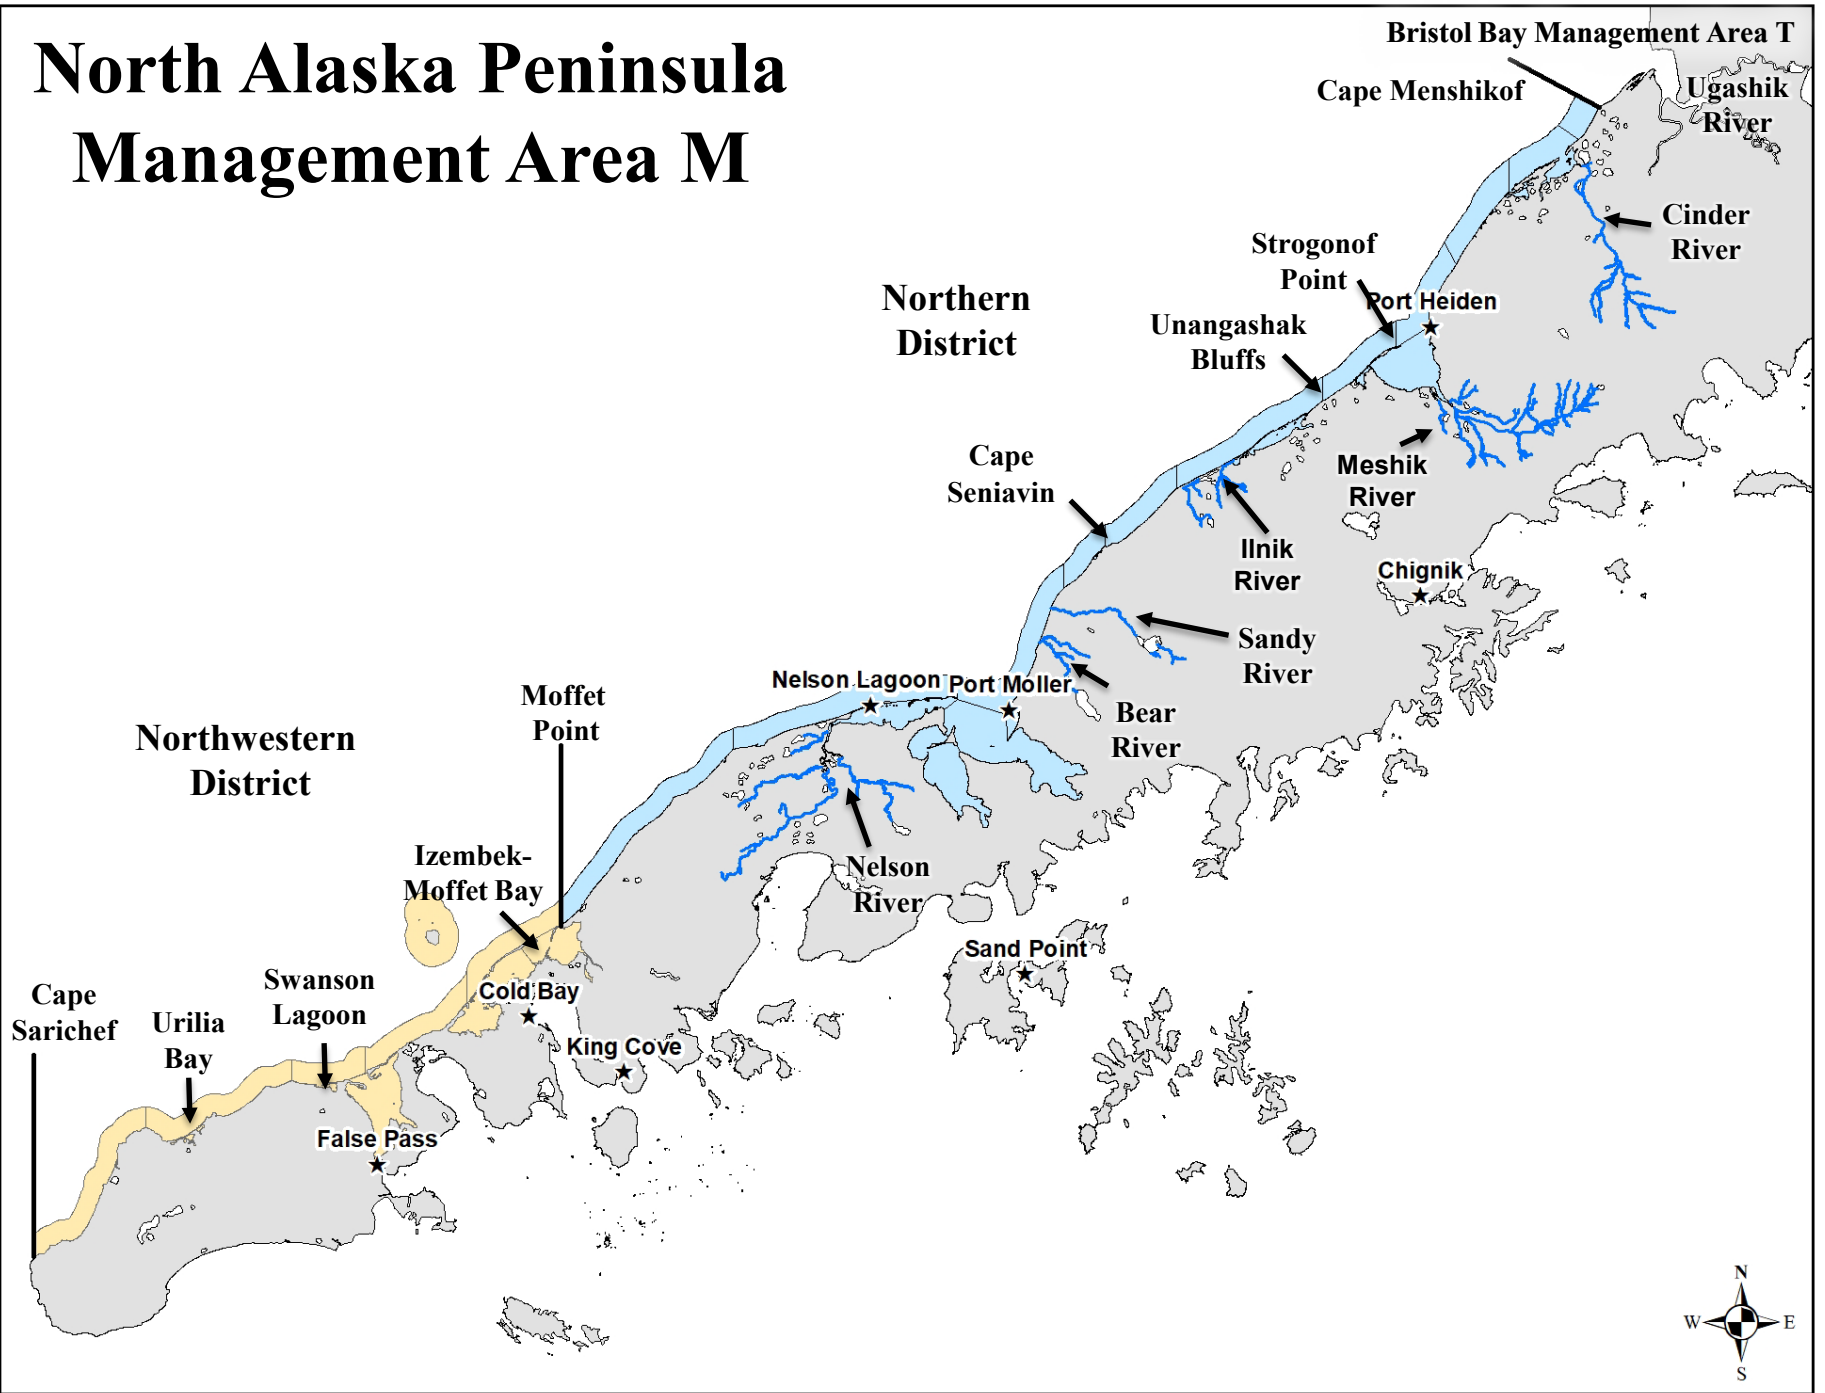 North Alaska Peninsula
Management Area M
Bristol Bay Management Area T
Cape Menshikof
Ugashik
River
Cinder
River
Strogonof
Point
Port Heiden
Northern
District
Unangashak
Bluffs
Cape
Seniavin
Meshik
River
Ilnik
River
Chignik
Sandy
River
Nelson Lagoon
Port Moller
Bear
River
Moffet
Point
Northwestern
District
Izembek-
Moffet Bay
Nelson
River
Sand Point
Cold Bay
Swanson
Lagoon
Cape
Sarichef
Urilia
Bay
King Cove
False Pass
N
W
E
S